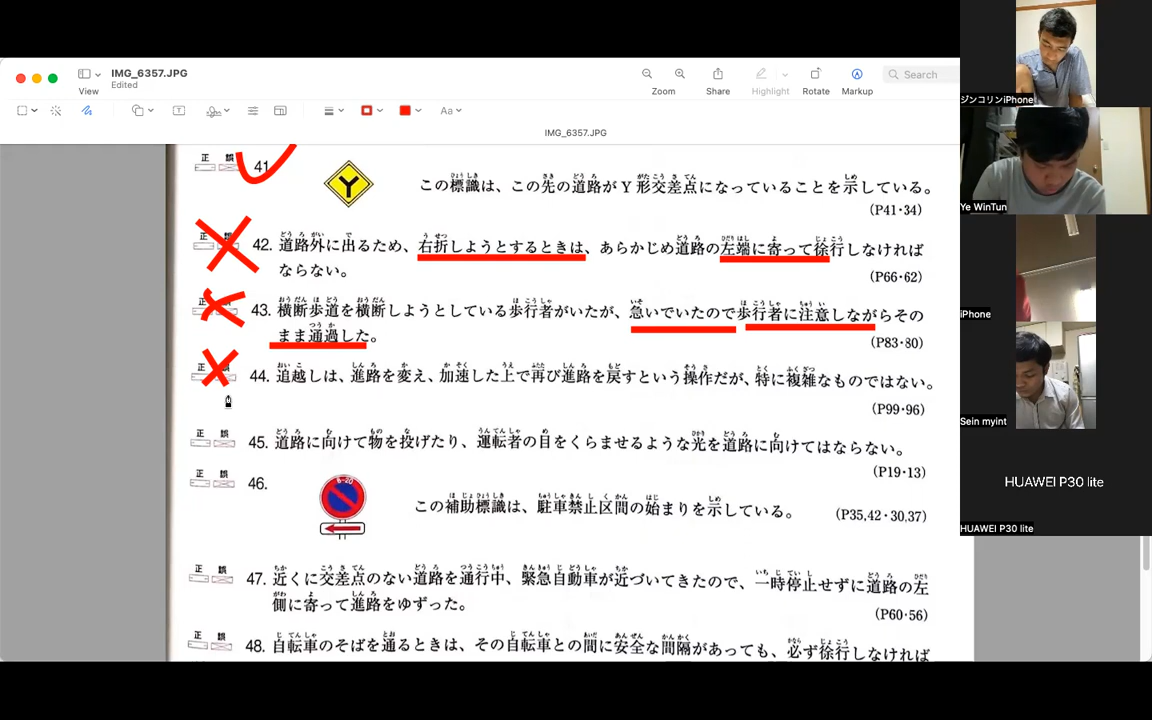 IMG_6357.JPG
Edited
View
Zoom
Share
Highlight
Rotate
Markup
Search
Aa
IMG_6357.JPG
正 誤
41
Y
この標識は、この先の道路がY形交差点になっていることを示している。
(P41・34)
正 誤
42. 道路外に出るため、右折しようとするときは、あらかじめ道路の左端に寄って徐行しなければ
ならない。
(P66・62)
43. 横断歩道を横断しようとしている歩行者がいたが、急いでいたので歩行者に注意しながらその
まま通過した。
(P83・80)
44. 追越しは、進路を変え、加速した上で再び進路を戻すという操作だが、特に複雑なものではない。
(P99・96)
正 誤
45. 道路に向けて物を投げたり、運転者の目をくらませるような光を道路に向けてはならない。
(P19・13)
正 誤
46.
8-20
この補助標識は、駐車禁止区間の始まりを示している。
(P35,42・30,37)
正 誤
47. 近くに交差点のない道路を通行中、緊急自動車が近づいてきたので、一時停止せずに道路の左
側に寄って進路をゆずった。
(P60・56)
正 誤
48. 自転車のそばを通るときは、その自転車との間に安全な間隔があっても、必ず徐行しなければ
ジンコリンiPhone
Ye WinTun
iPhone
Sein myint
HUAWEI P30 lite
HUAWEI P30 lite